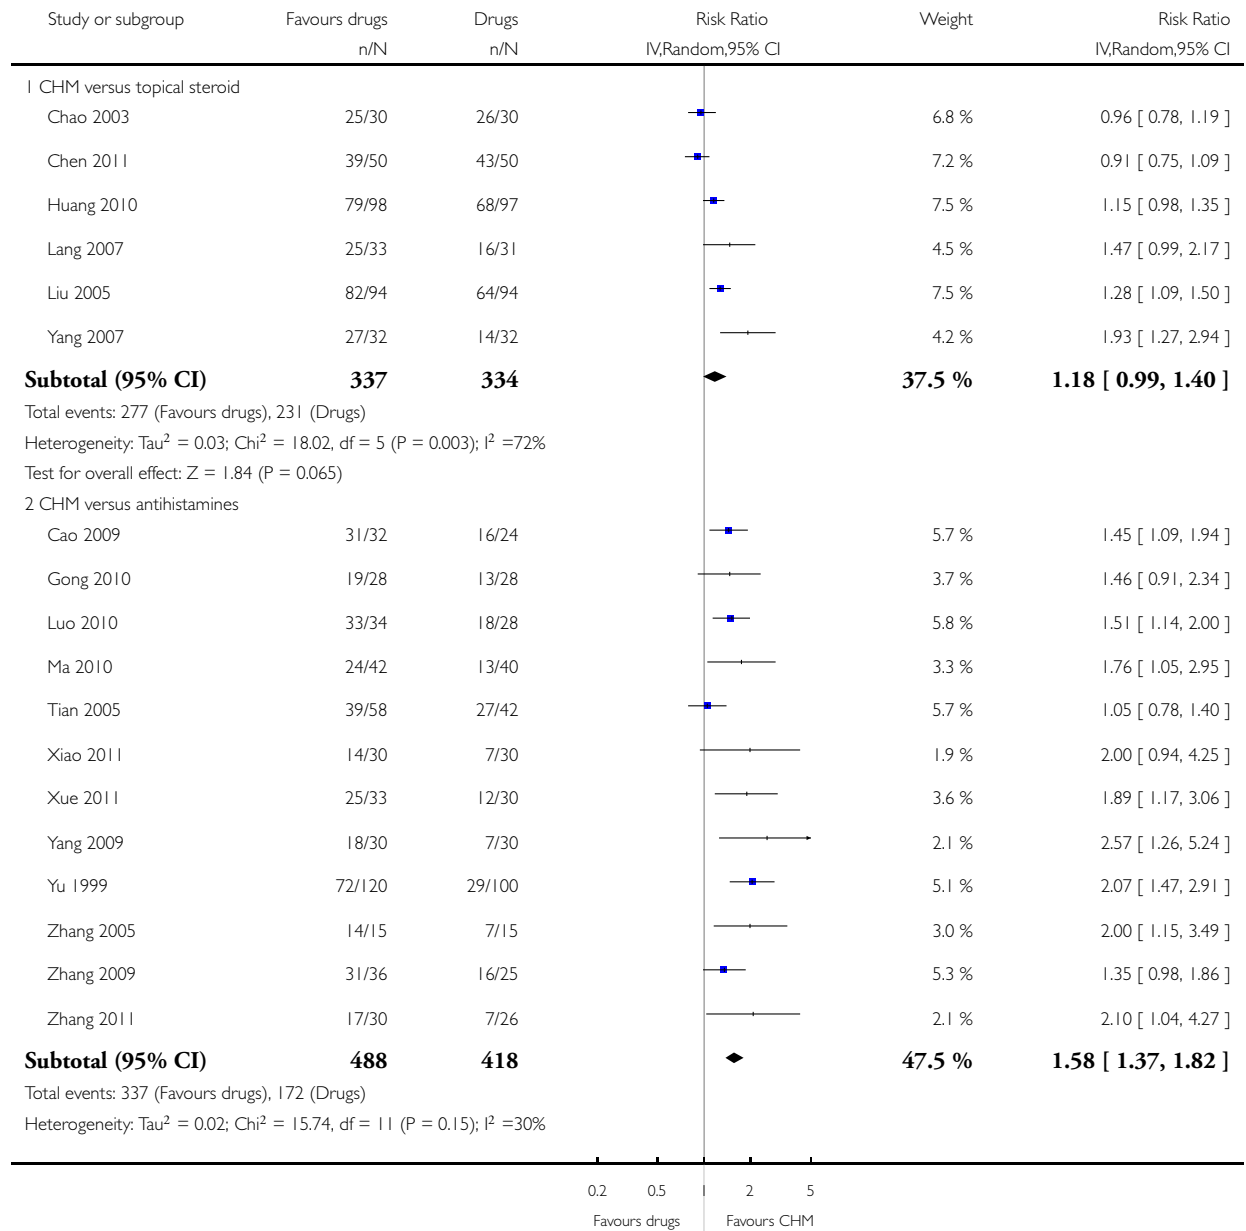 Study or subgroup Favours drugs Drugs Risk Ratio Weight Risk Ratio
n/N n/N IV,Random,95% CI IV,Random,95% CI
1 CHM versus topical steroid
Chao 2003 25/30 26/30 6.8 % 0.96 [ 0.78, 1.19 ]
Chen 2011 39/50 43/50 7.2 % 0.91 [ 0.75, 1.09 ]
Huang 2010 79/98 68/97 7.5 % 1.15 [ 0.98, 1.35 ]
Lang 2007 25/33 16/31 4.5 % 1.47 [ 0.99, 2.17 ]
Liu 2005 82/94 64/94 7.5 % 1.28 [ 1.09, 1.50 ]
Yang 2007 27/32 14/32 4.2 % 1.93 [ 1.27, 2.94 ]
Subtotal (95% CI) 337 334 37.5 % 1.18 [ 0.99, 1.40 ]
Total events: 277 (Favours drugs), 231 (Drugs)
Heterogeneity: Tau² = 0.03; Chi² = 18.02, df = 5 (P = 0.003); I² =72%
Test for overall effect: Z = 1.84 (P = 0.065)
2 CHM versus antihistamines
Cao 2009 31/32 16/24 5.7 % 1.45 [ 1.09, 1.94 ]
Gong 2010 19/28 13/28 3.7 % 1.46 [ 0.91, 2.34 ]
Luo 2010 33/34 18/28 5.8 % 1.51 [ 1.14, 2.00 ]
Ma 2010 24/42 13/40 3.3 % 1.76 [ 1.05, 2.95 ]
Tian 2005 39/58 27/42 5.7 % 1.05 [ 0.78, 1.40 ]
Xiao 2011 14/30 7/30 1.9 % 2.00 [ 0.94, 4.25 ]
Xue 2011 25/33 12/30 3.6 % 1.89 [ 1.17, 3.06 ]
Yang 2009 18/30 7/30 2.1 % 2.57 [ 1.26, 5.24 ]
Yu 1999 72/120 29/100 5.1 % 2.07 [ 1.47, 2.91 ]
Zhang 2005 14/15 7/15 3.0 % 2.00 [ 1.15, 3.49 ]
Zhang 2009 31/36 16/25 5.3 % 1.35 [ 0.98, 1.86 ]
Zhang 2011 17/30 7/26 2.1 % 2.10 [ 1.04, 4.27 ]
Subtotal (95% CI) 488 418 47.5 % 1.58 [ 1.37, 1.82 ]
Total events: 337 (Favours drugs), 172 (Drugs)
Heterogeneity: Tau² = 0.02; Chi² = 15.74, df = 11 (P = 0.15); I² =30%
0.2 0.5 1 2 5
Favours drugs Favours CHM